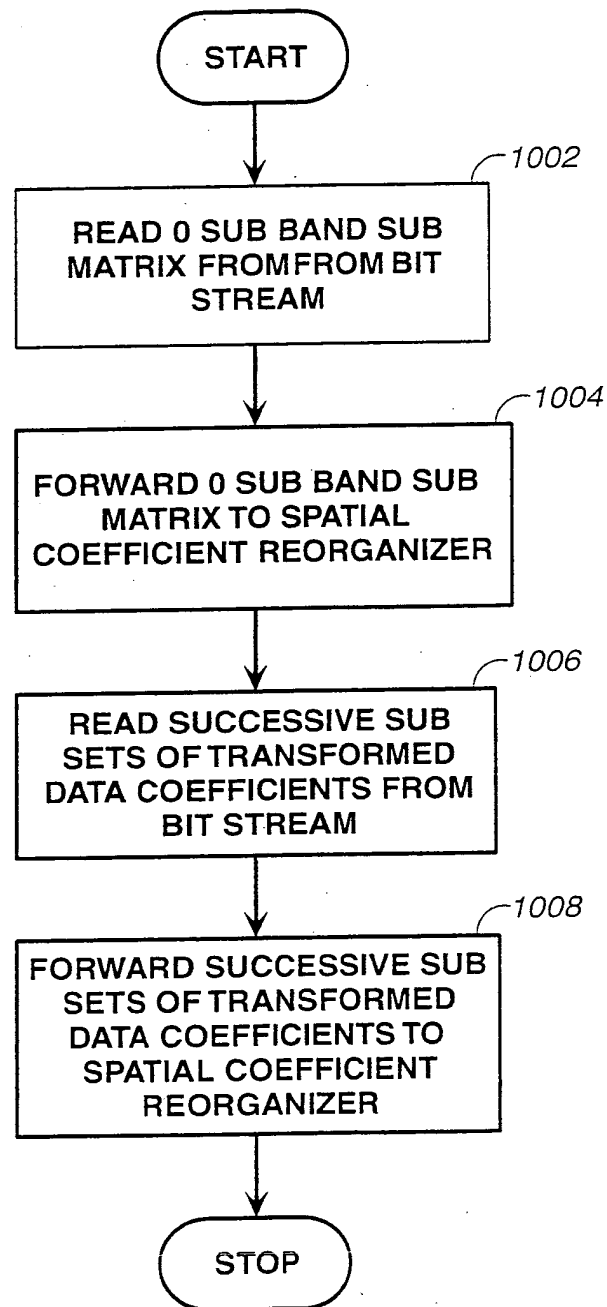 START
1002
READ 0 SUB BAND SUB
MATRIX FROM FROM BIT
STREAM
1004
FORWARD 0 SUB BAND SUB
MATRIX TO SPATIAL
COEFFICIENT REORGANIZER
1006
READ SUCCESSIVE SUB
SETS OF TRANSFORMED
DATA COEFFICIENTS FROM
BIT STREAM
1008
FORWARD SUCCESSIVE SUB
SETS OF TRANSFORMED
DATA COEFFICIENTS TO
SPATIAL COEFFICIENT
REORGANIZER
STOP